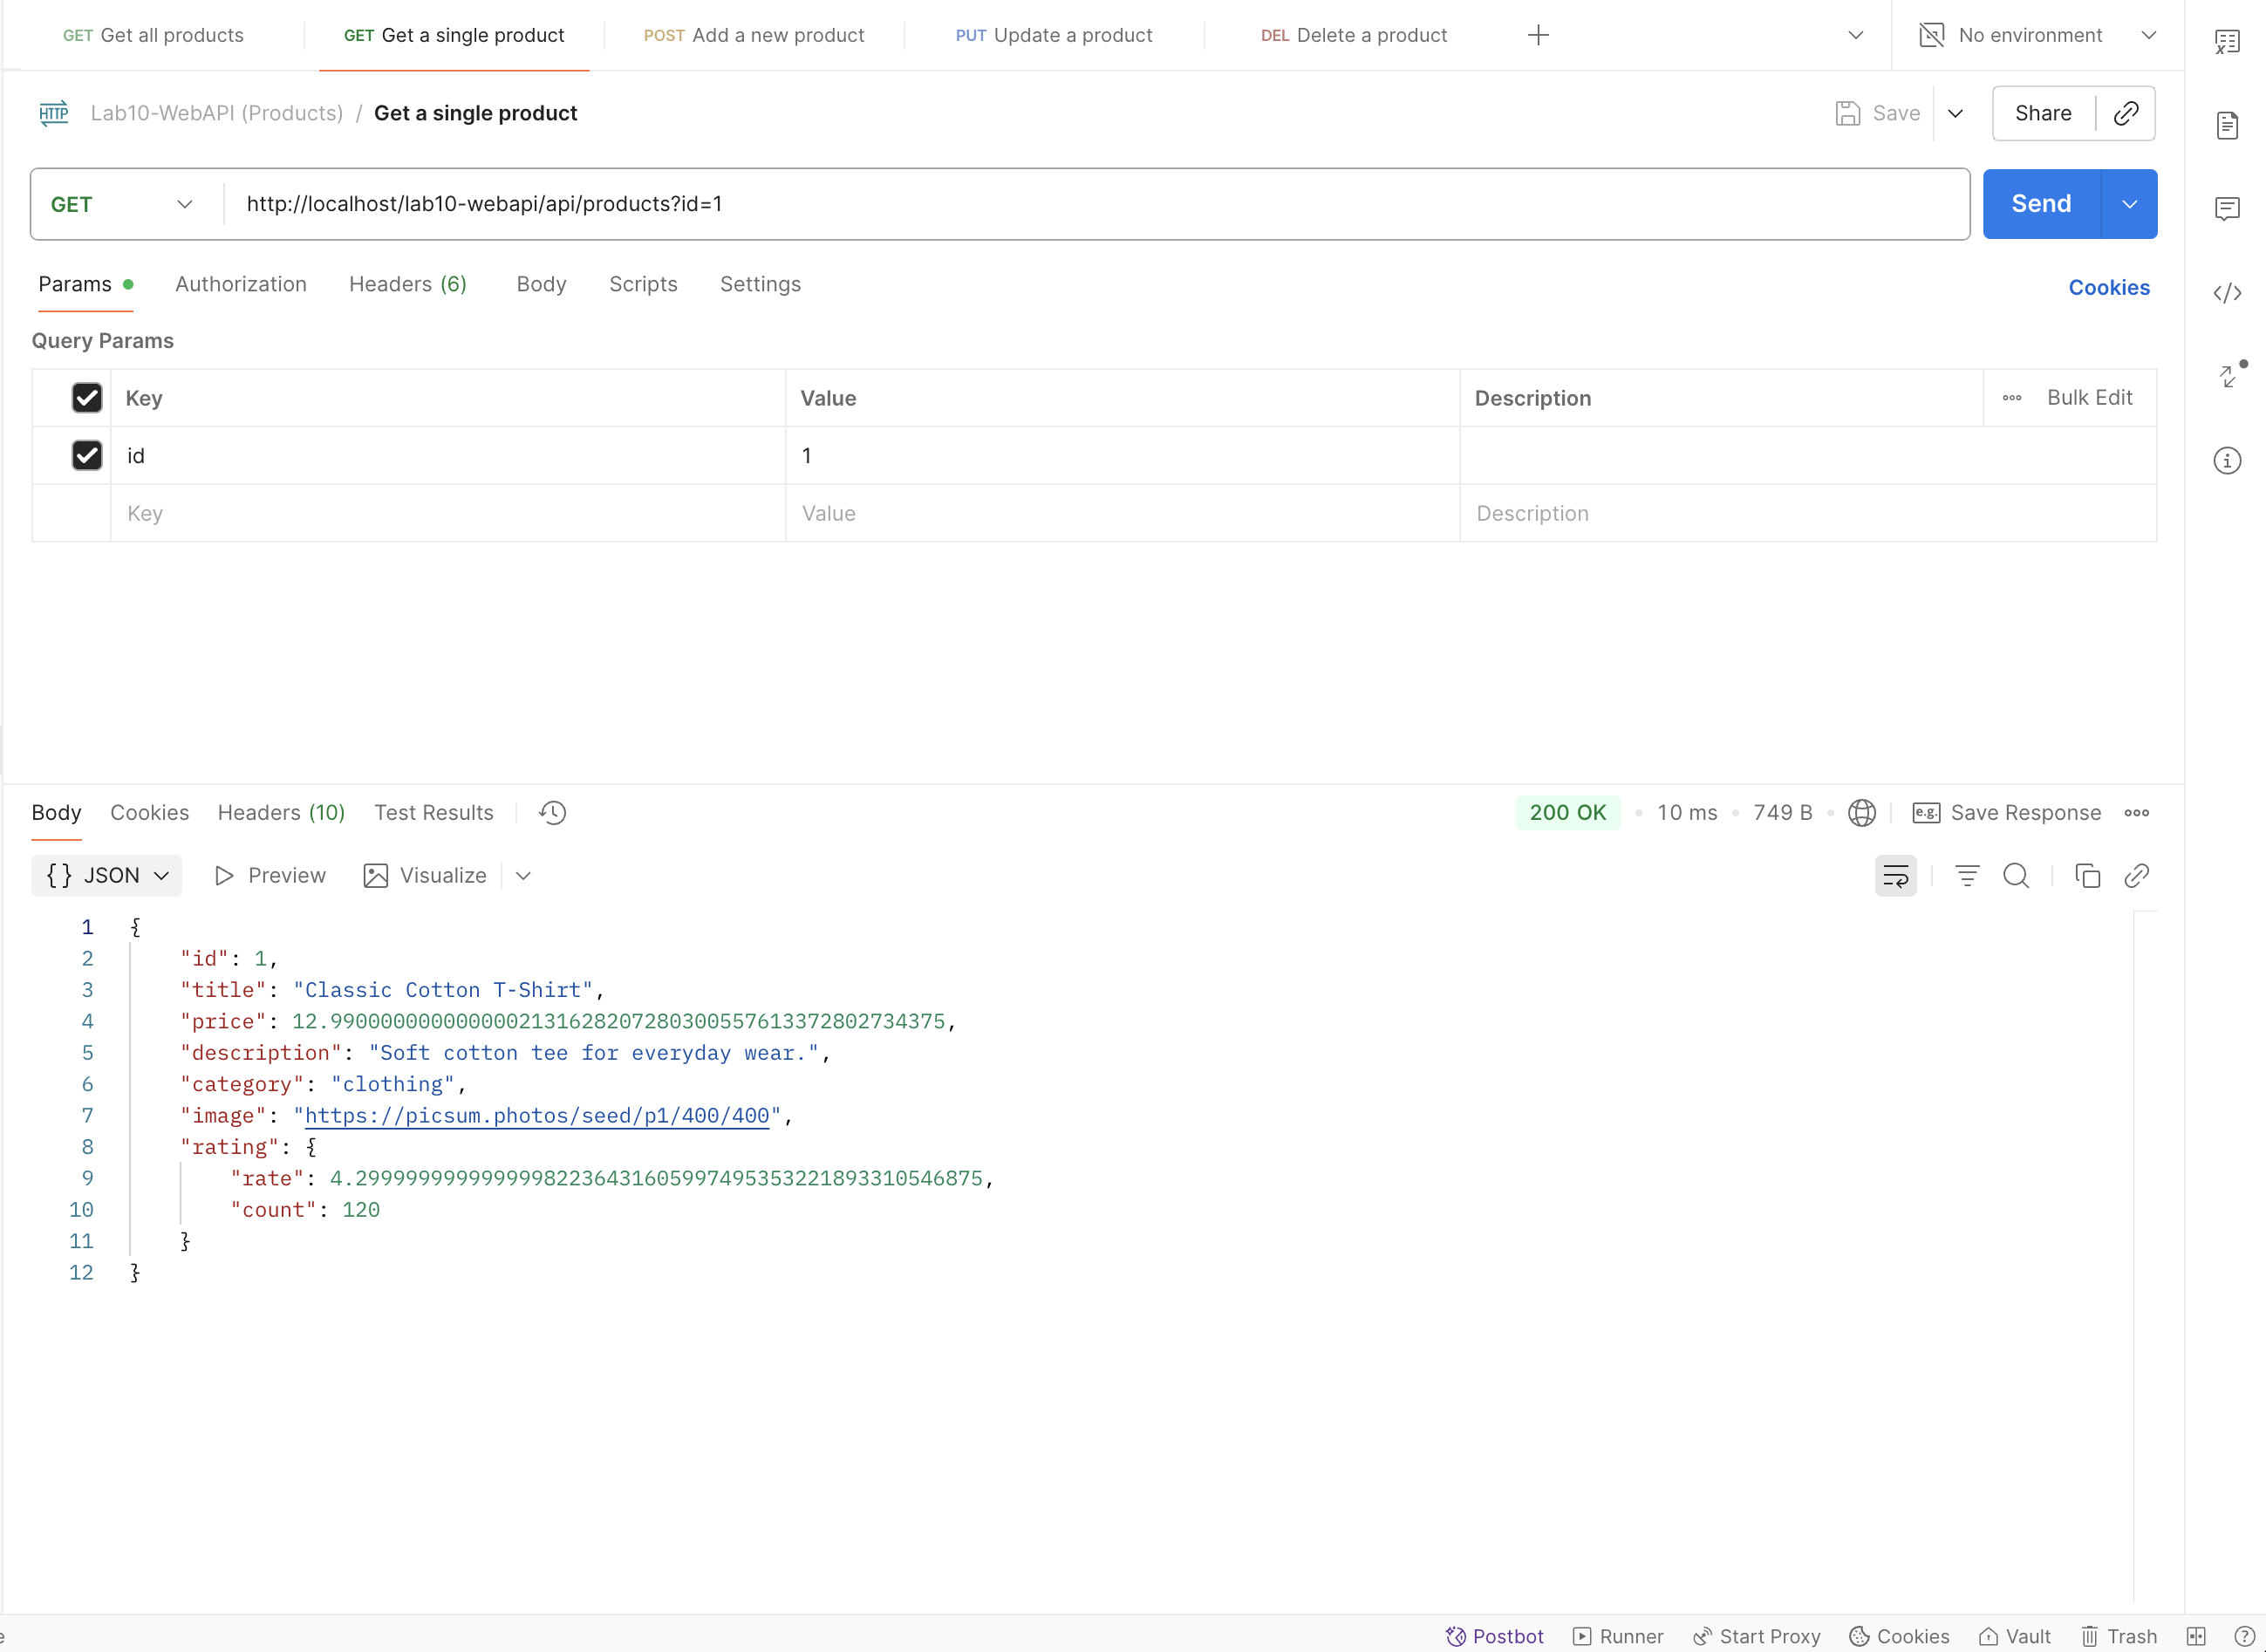 GET Get all products
GET Get a single product
POST Add a new product
PUT Update a product
DEL Delete a product
No environment
HTTP Lab10-WebAPI (Products) / Get a single product
Save
Share
GET
http://localhost/lab10-webapi/api/products?id=1
Send
Params
Authorization
Headers (6)
Body
Scripts
Settings
Cookies
Query Params
Key Value Description Bulk Edit
id 1
Key Value Description
Body
Cookies
Headers (10)
Test Results
200 OK • 10 ms • 749 B
e.g. Save Response
{} JSON
Preview
Visualize
1 {
2 "id": 1,
3 "title": "Classic Cotton T-Shirt",
4 "price": 12.9900000000000002131628207280300557613372802734375,
5 "description": "Soft cotton tee for everyday wear.",
6 "category": "clothing",
7 "image": "https://picsum.photos/seed/p1/400/400",
8 "rating": {
9 "rate": 4.29999999999999982236431605997495353221893310546875,
10 "count": 120
11 }
12 }
Postbot
Runner
Start Proxy
Cookies
Vault
Trash